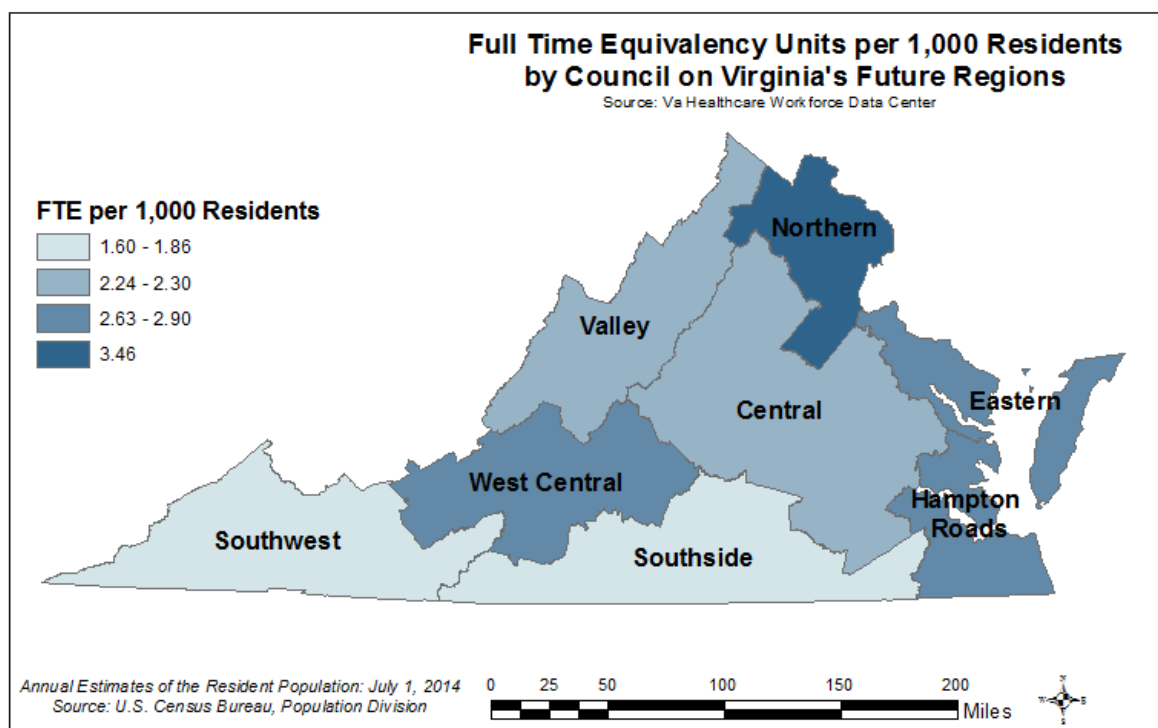 Full Time Equivalency Units per 1,000 Residents
by Council on Virginia's Future Regions
Source: Va Healthcare Workforce Data Center
FTE per 1,000 Residents
1.60 - 1.86
2.24 - 2.30
2.63 - 2.90
3.46
Northern
Valley
Central
Eastern
West Central
Hampton
Roads
Southwest
Southside
Annual Estimates of the Resident Population: July 1, 2014
Source: U.S. Census Bureau, Population Division
0 25 50 100 150 200
Miles